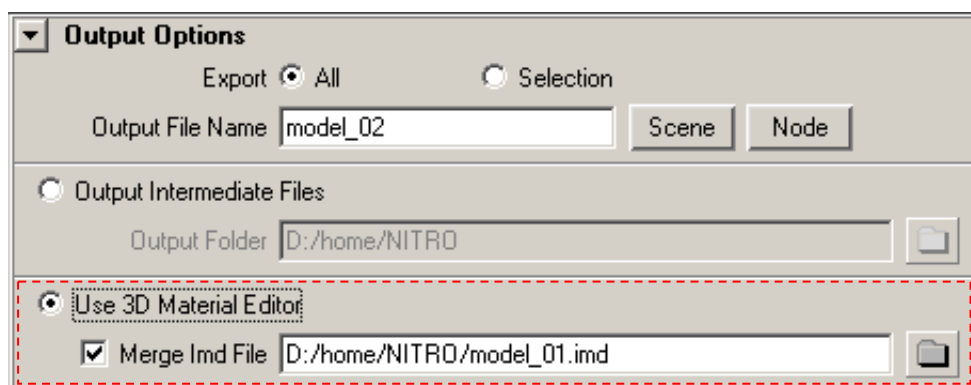 Output Options
Export All Selection
Output File Name model_02 Scene Node
Output Intermediate Files
Output Folder D:/home/NITRO
Use 3D Material Editor
Merge Imd File D:/home/NITRO/model_01.imd